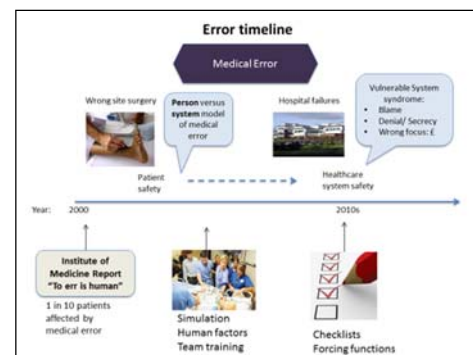 Error timeline
Medical Error
Wrong site surgery
Person versus
system model
of medical
error
Hospital failures
Vulnerable System
syndrome:
• Blame
• Denial/ Secrecy
• Wrong focus: £
Patient
safety
Healthcare
system safety
Year:
2000
2010s
Institute of
Medicine Report
"To err is human"
1 in 10 patients
affected by
medical error
Simulation
Human factors
Team training
Checklists
Forcing functions